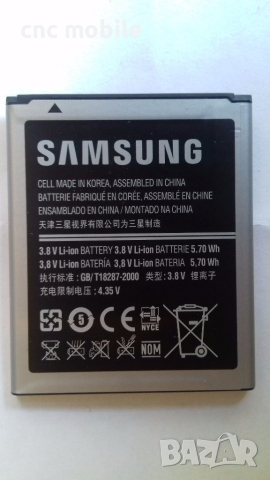 cnc mobile
SAMSUNG
CELL MADE IN KOREA, ASSEMBLED IN CHINA
BATTERIE FABRIQUÉ EN CORÉE, ASSEMBLÉ EN CHINE
ENSAMBLADO EN CHINA / MONTADO NA CHINA
天津三星视界有限公司为三星制造
3.8 V Li-ion BATTERY 3.8 V Li-ion BATTERIE 5.70 Wh
3,8 V Li-ion BATERÍA 3,8 V Li-ion BATERIA 5,70 Wh
执行标准: GB/T18287-2000 类型: 3.8 V 锂离子
充电限制电压: 4.35 V
CE
5
NYCE
NOM
BAZAR